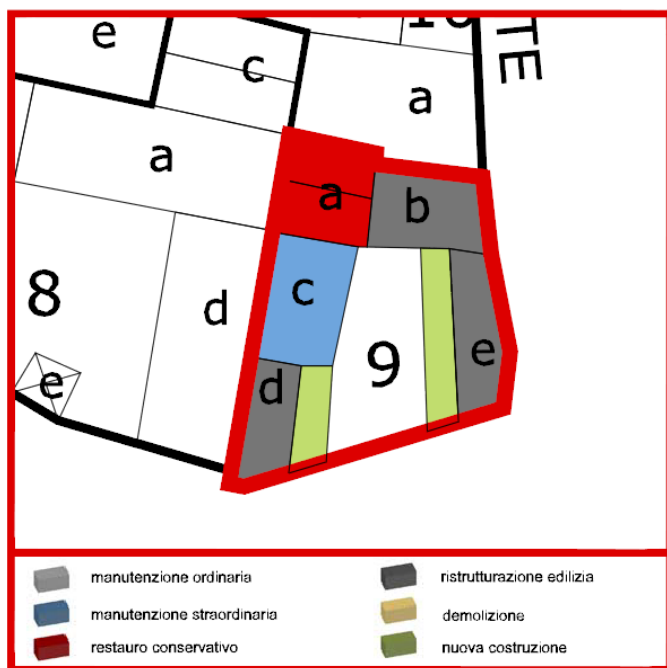 e
c
TE
a
a
a
b
8
d
c
9
e
e
d
manutenzione ordinaria
ristrutturazione edilizia
manutenzione straordinaria
demolizione
restauro conservativo
nuova costruzione